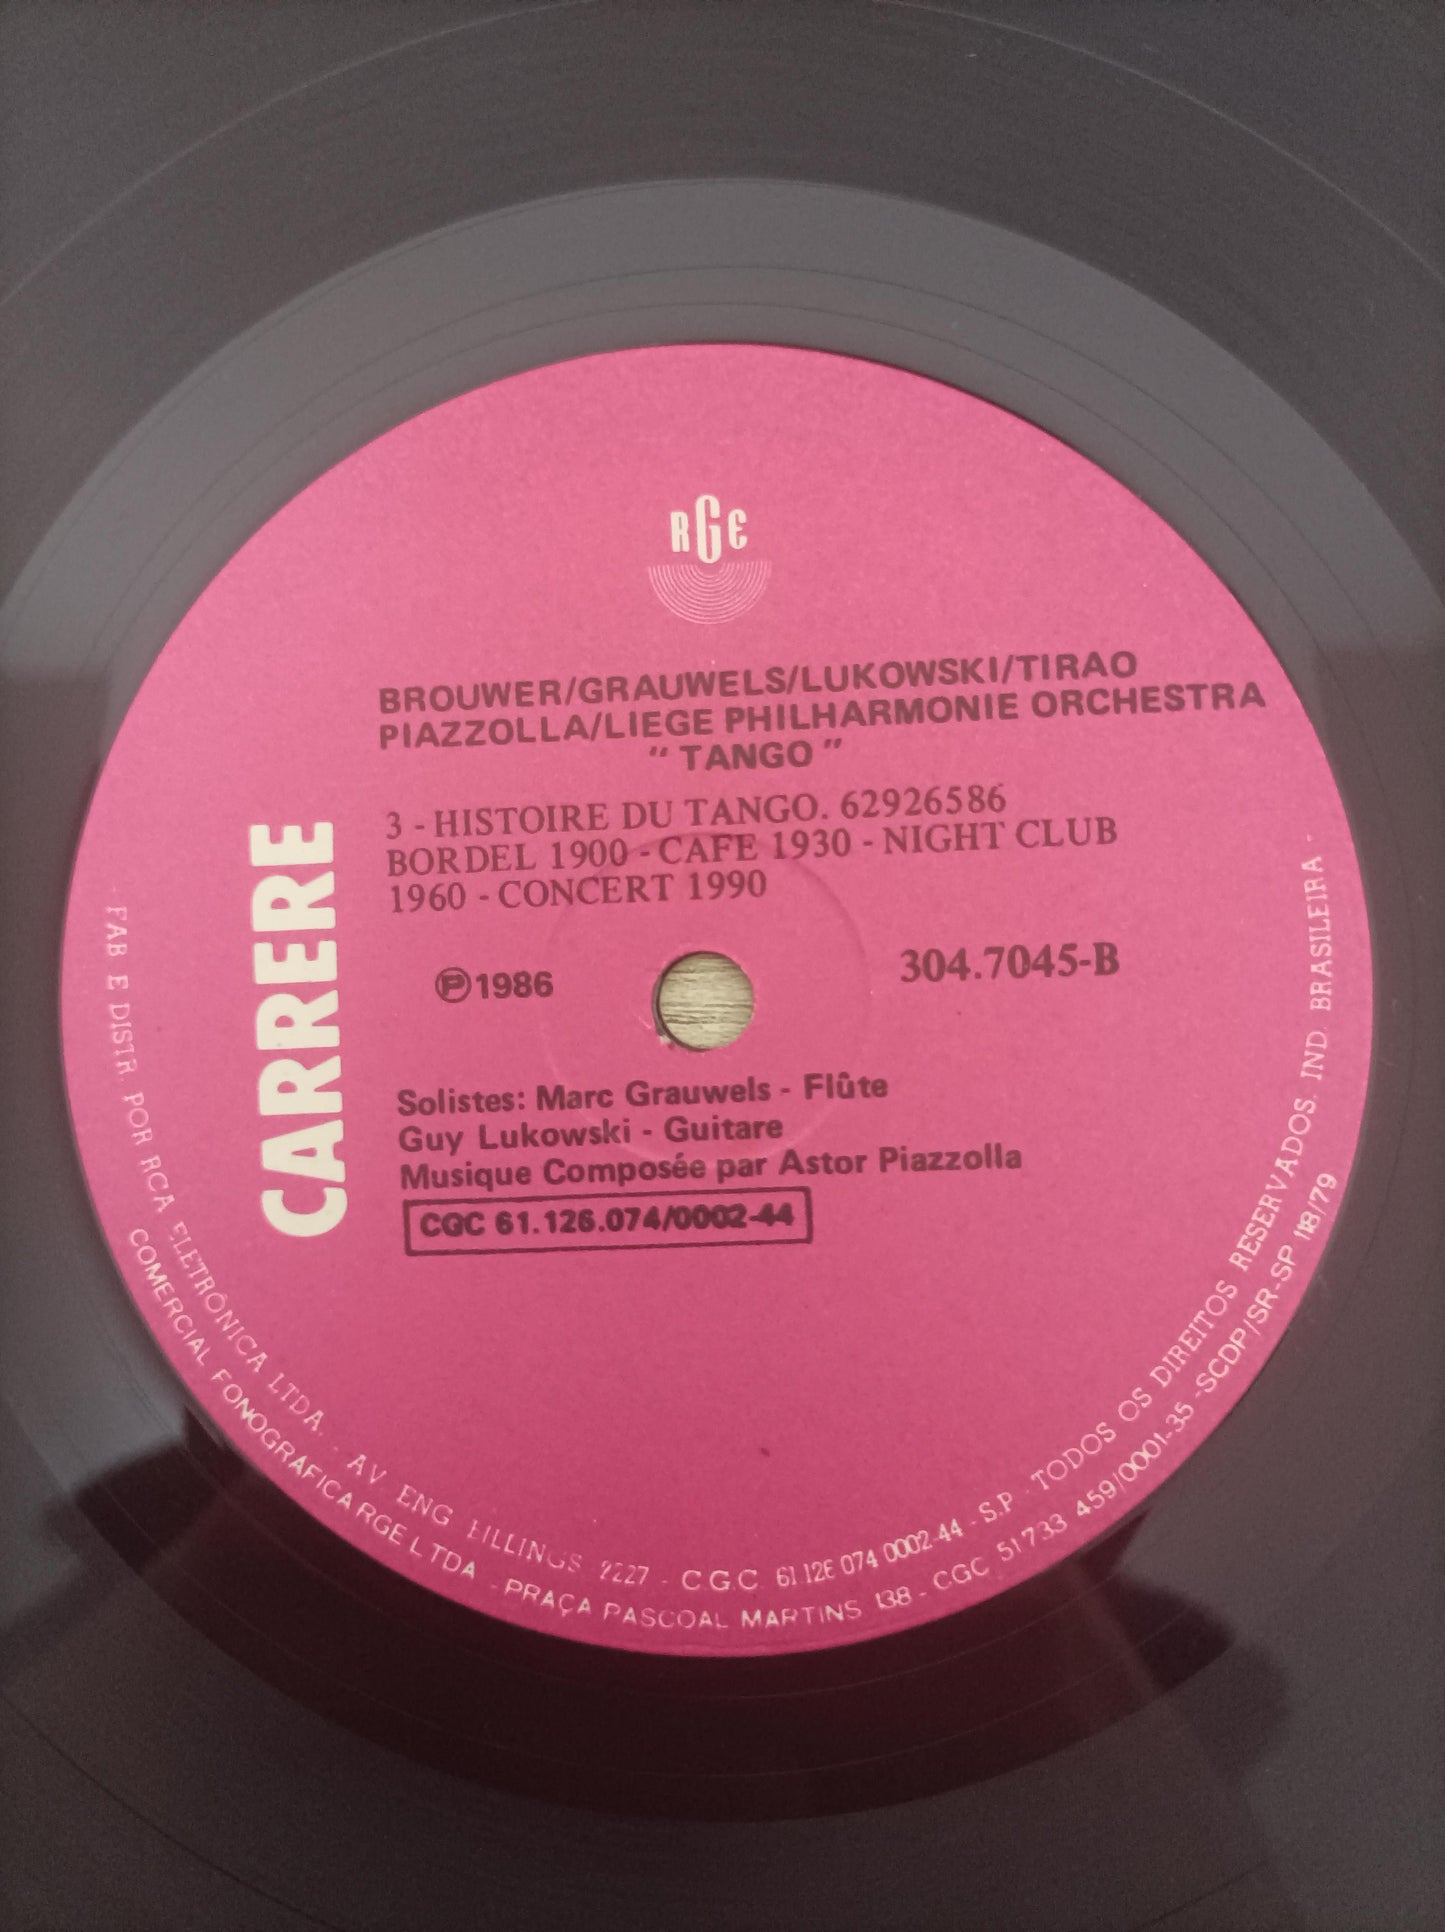 RGE
BROUWER/GRAUWELS/LUKOWSKI/TIRAO
PIAZZOLLA/LIEGE PHILHARMONIE ORCHESTRA
" TANGO "
3 - HISTOIRE DU TANGO. 62926586
BORDEL 1900 - CAFE 1930 - NIGHT CLUB
1960 - CONCERT 1990
CARRERE
Ⓟ1986
304.7045-B
Solistes: Marc Grauwels - Flûte
Guy Lukowski - Guitare
Musique Composée par Astor Piazzolla
CGC 61.126.074/0002-44
FAB E DISTR. POR RCA ELETRÔNICA LTDA. - AV ENG BILLINGS 2227 - C.G.C. 61 126 074 0002-44 - S.P - TODOS OS DIREITOS RESERVADOS. IND. BRASILEIRA -
COMERCIAL FONOGRAFICA RGE LTDA - PRAÇA PASCOAL MARTINS 138 - CGC 51733 459/0001-35 -SCDP/SR-SP 118/79